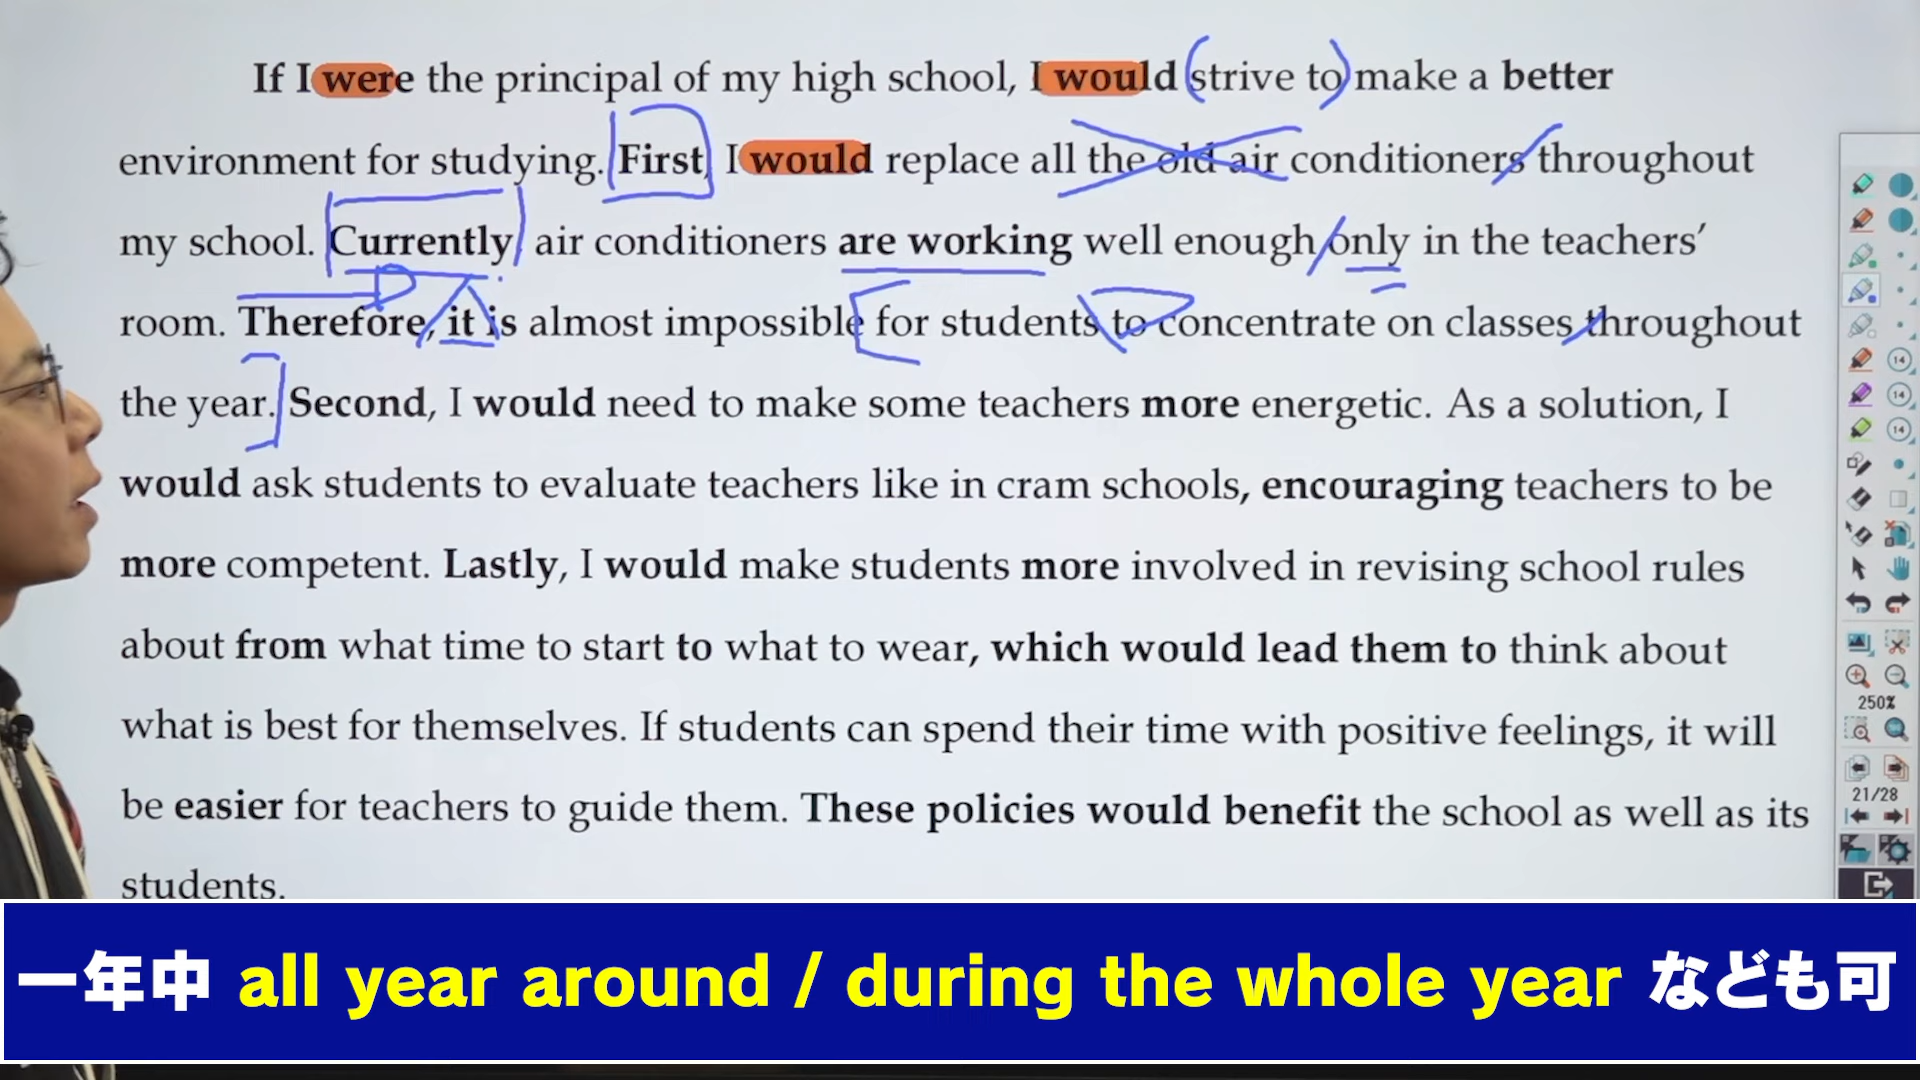 If I were the principal of my high school, I would strive to make a better
environment for studying. First, I would replace all the old air conditioners throughout
my school. Currently, air conditioners are working well enough only in the teachers’
room. Therefore, it is almost impossible for students to concentrate on classes throughout
the year. Second, I would need to make some teachers more energetic. As a solution, I
would ask students to evaluate teachers like in cram schools, encouraging teachers to be
more competent. Lastly, I would make students more involved in revising school rules
about from what time to start to what to wear, which would lead them to think about
what is best for themselves. If students can spend their time with positive feelings, it will
be easier for teachers to guide them. These policies would benefit the school as well as its
students.
14
14
14
250%
21/28
一年中 all year around / during the whole year なども可